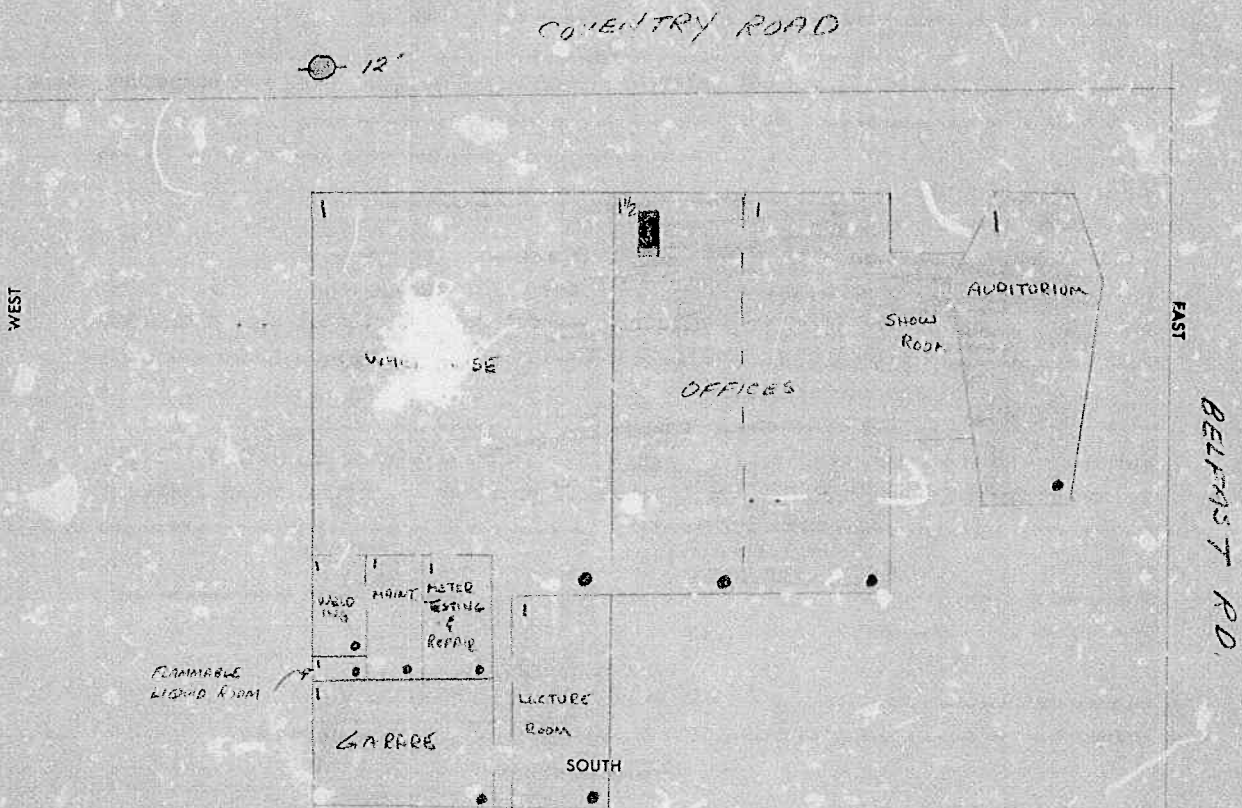 COVENTRY ROAD
12"
WEST
1
1½
1
1
AUDITORIUM
SHOW
ROOM
EAST
OFFICES
BELFAST RD.
1
1
1
WELD
ING
MAINT
METER
TESTING
&
REPAIR
1
FLAMMABLE
LIQUID ROOM
1
1
LECTURE
ROOM
GARAGE
SOUTH